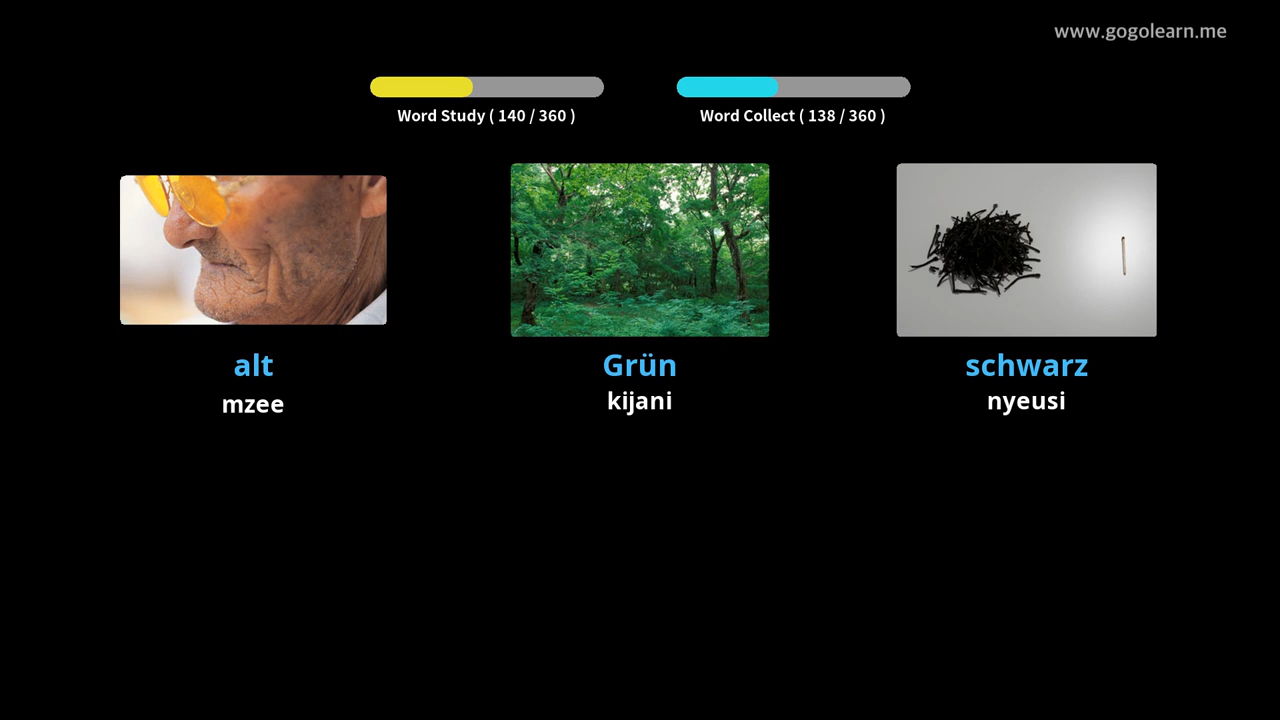 www.gogolearn.me
Word Study ( 140 / 360 )
Word Collect ( 138 / 360 )
alt
mzee
Grün
kijani
schwarz
nyeusi